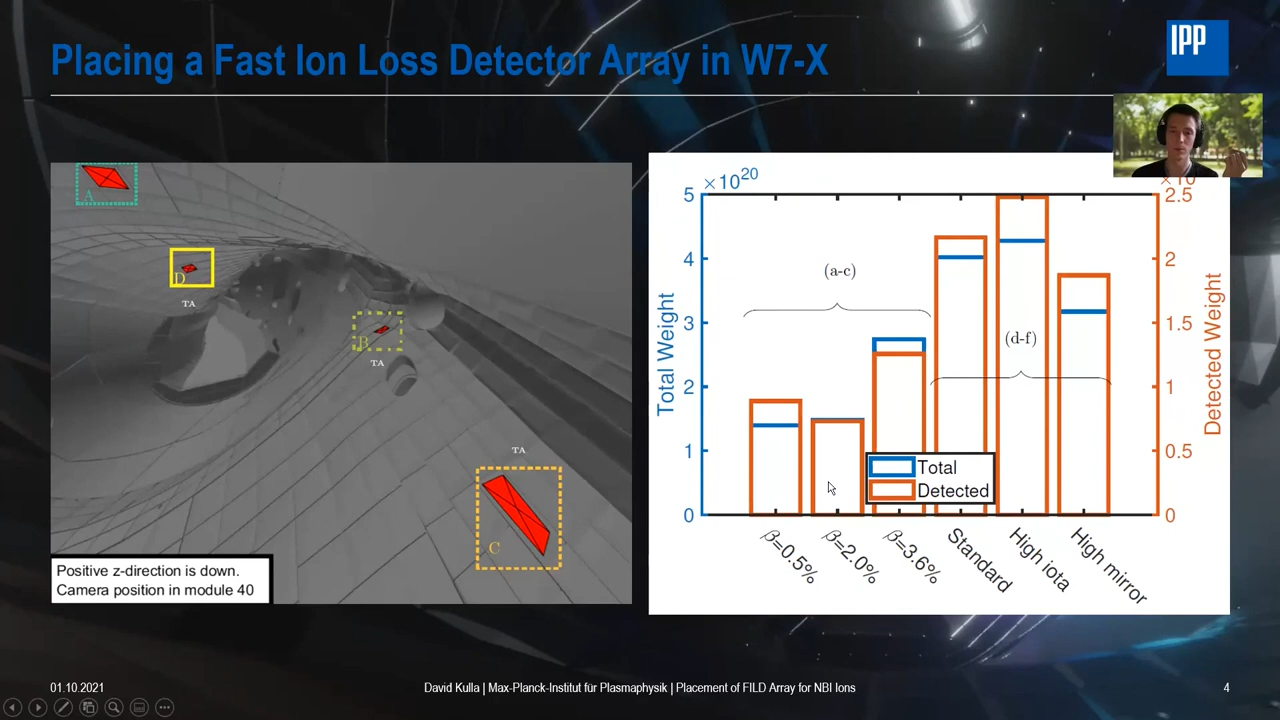 Placing a Fast Ion Loss Detector Array in W7-X
IPP
A
D
TA
B
TA
TA
C
Positive z-direction is down.
Camera position in module 40
×10^20
5
4
3
2
1
0
Total Weight
(a-c)
(d-f)
Total
Detected
×10
2.5
2
1.5
1
0.5
0
Detected Weight
β=0.5%
β=2.0%
β=3.6%
Standard
High iota
High mirror
01.10.2021
David Kulla | Max-Planck-Institut für Plasmaphysik | Placement of FILD Array for NBI Ions
4